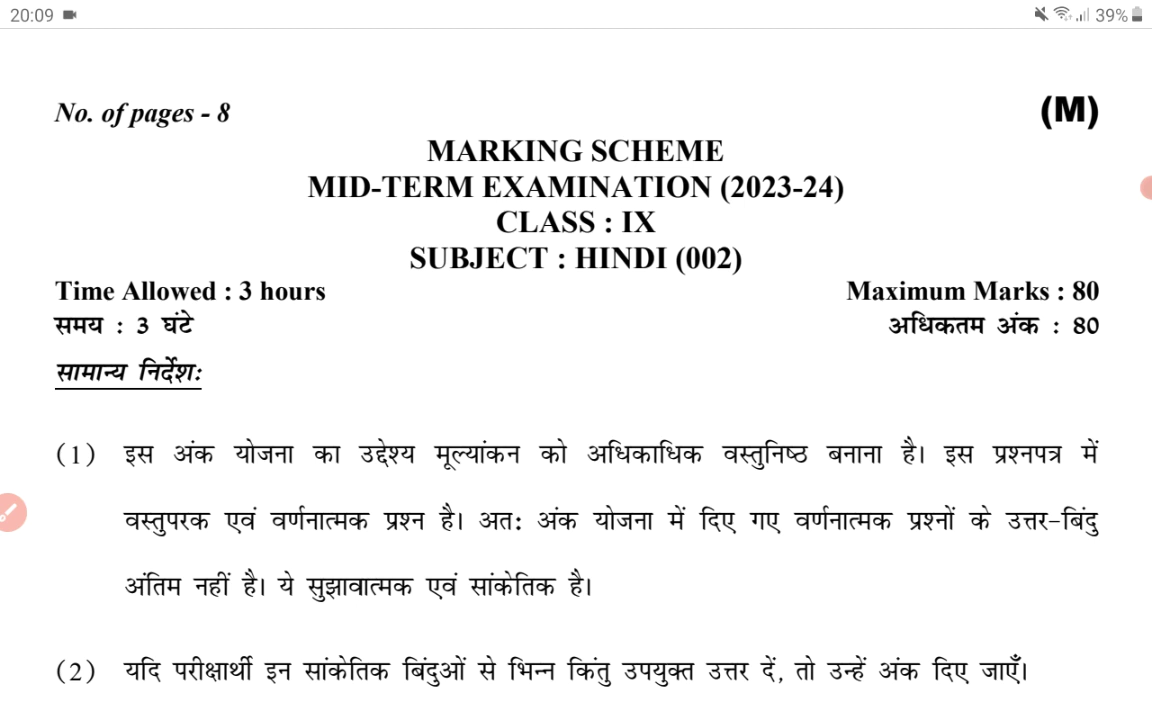 20:09
39%
No. of pages - 8
(M)
MARKING SCHEME
MID-TERM EXAMINATION (2023-24)
CLASS : IX
SUBJECT : HINDI (002)
Time Allowed : 3 hours
Maximum Marks : 80
समय : 3 घंटे
अधिकतम अंक : 80
सामान्य निर्देशः
(1) इस अंक योजना का उद्देश्य मूल्यांकन को अधिकाधिक वस्तुनिष्ठ बनाना है। इस प्रश्नपत्र में
वस्तुपरक एवं वर्णनात्मक प्रश्न है। अतः अंक योजना में दिए गए वर्णनात्मक प्रश्नों के उत्तर-बिंदु
अंतिम नहीं है। ये सुझावात्मक एवं सांकेतिक है।
(2) यदि परीक्षार्थी इन सांकेतिक बिंदुओं से भिन्न किंतु उपयुक्त उत्तर दें, तो उन्हें अंक दिए जाएँ।